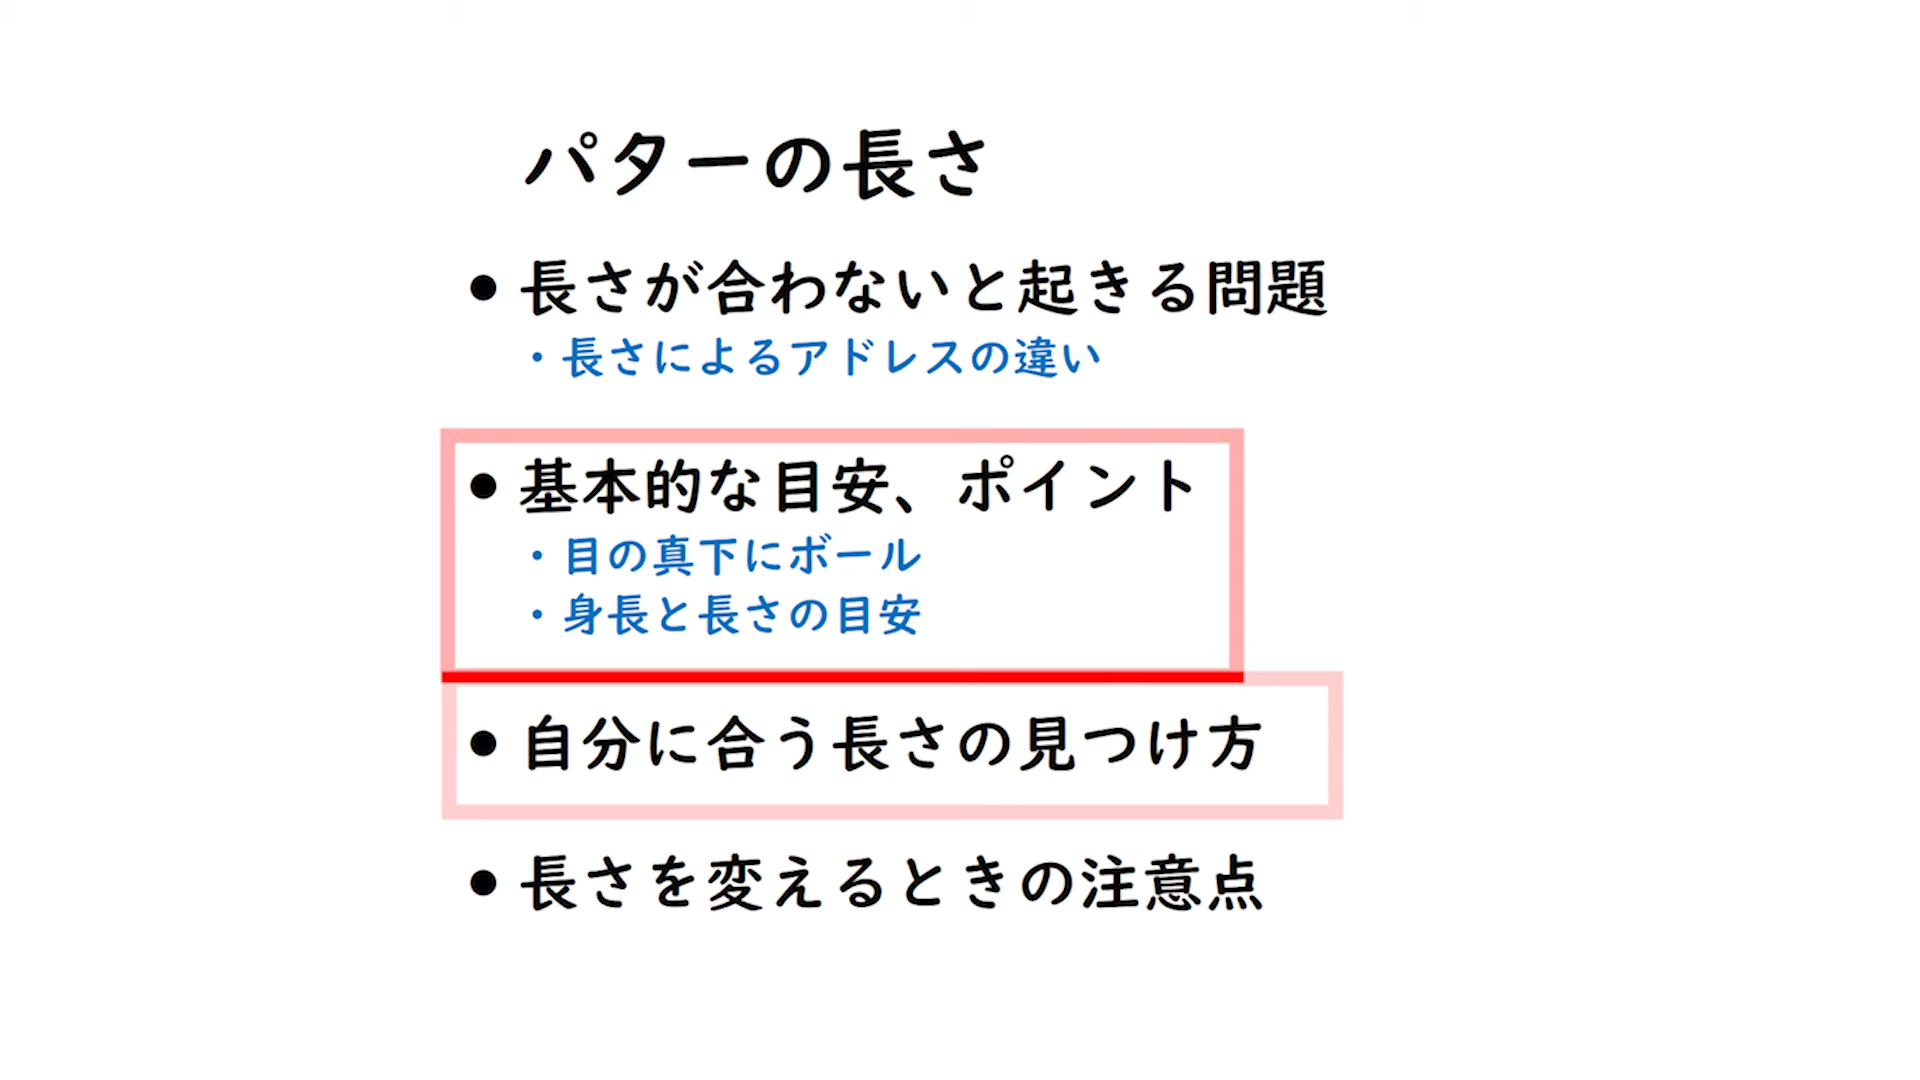 パターの長さ
● 長さが合わないと起きる問題
・長さによるアドレスの違い
● 基本的な目安、ポイント
・目の真下にボール
・身長と長さの目安
● 自分に合う長さの見つけ方
● 長さを変えるときの注意点